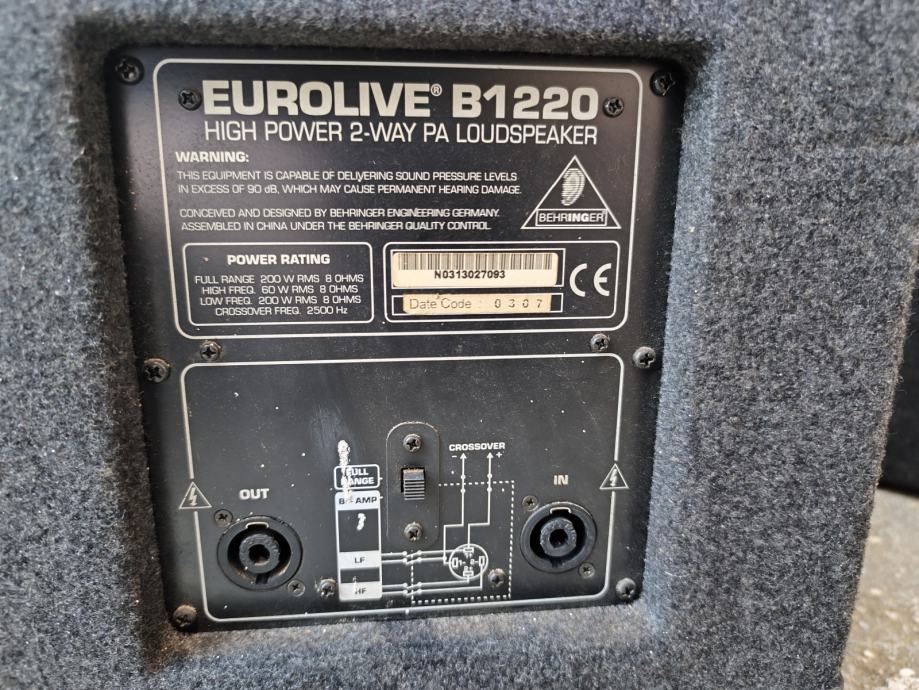 EUROLIVE® B1220
HIGH POWER 2-WAY PA LOUDSPEAKER
WARNING:
THIS EQUIPMENT IS CAPABLE OF DELIVERING SOUND PRESSURE LEVELS
IN EXCESS OF 90 dB, WHICH MAY CAUSE PERMANENT HEARING DAMAGE.
BEHRINGER
CONCEIVED AND DESIGNED BY BEHRINGER ENGINEERING GERMANY.
ASSEMBLED IN CHINA UNDER THE BEHRINGER QUALITY CONTROL.
POWER RATING
FULL RANGE 200 W RMS 8 OHMS
HIGH FREQ. 60 W RMS 8 OHMS
LOW FREQ. 200 W RMS 8 OHMS
CROSSOVER FREQ. 2500 Hz
N0313027093
Date Code: 0307
CE
CROSSOVER
- +
FULL
RANGE
BI-AMP
OUT
IN
LF
HF
1+
1- 2-
2+